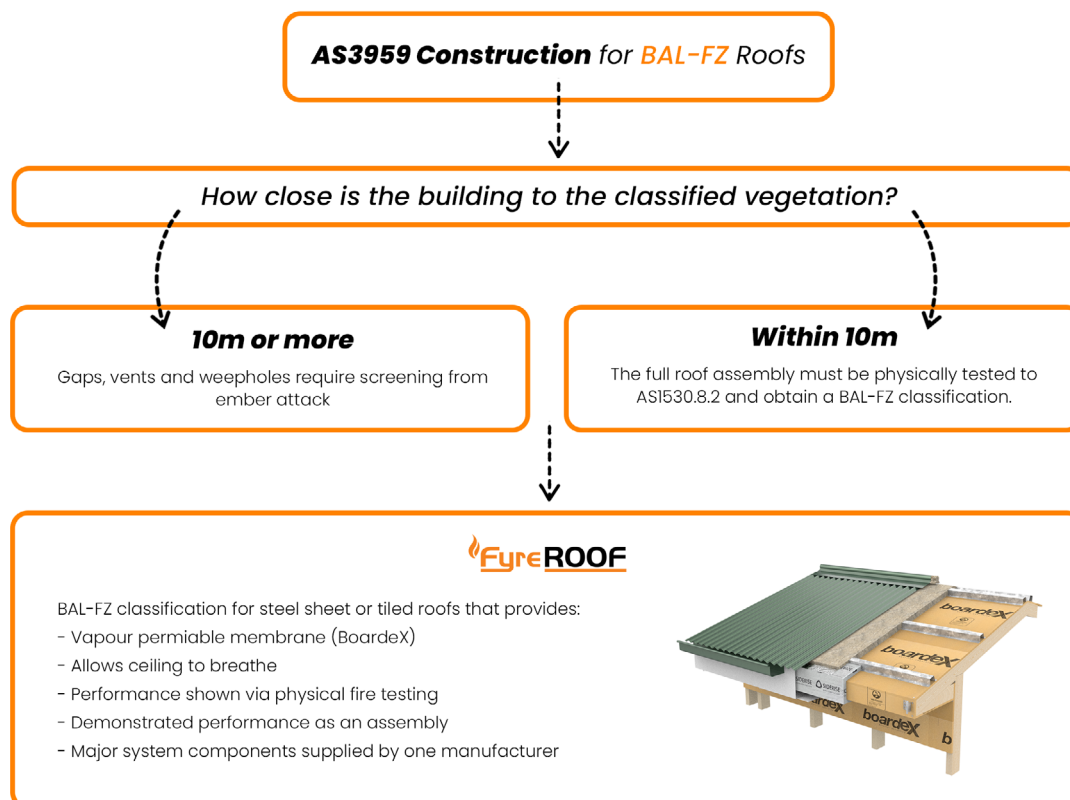 AS3959 Construction for BAL-FZ Roofs
How close is the building to the classified vegetation?
10m or more
Gaps, vents and weepholes require screening from
ember attack
Within 10m
The full roof assembly must be physically tested to
AS1530.8.2 and obtain a BAL-FZ classification.
FyreROOF
BAL-FZ classification for steel sheet or tiled roofs that provides:
- Vapour permiable membrane (BoardeX)
- Allows ceiling to breathe
- Performance shown via physical fire testing
- Demonstrated performance as an assembly
- Major system components supplied by one manufacturer
boardeX
boardeX
boardeX
boardeX
b